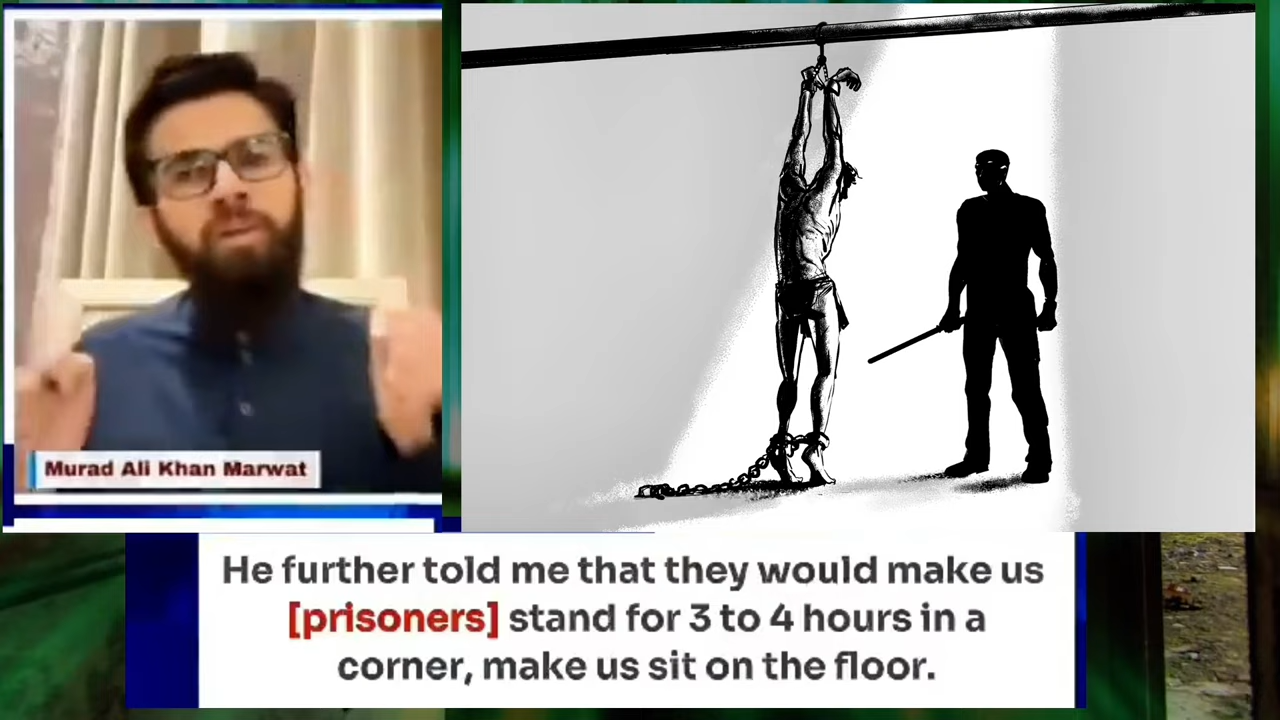 Murad Ali Khan Marwat
He further told me that they would make us
[prisoners] stand for 3 to 4 hours in a
corner, make us sit on the floor.